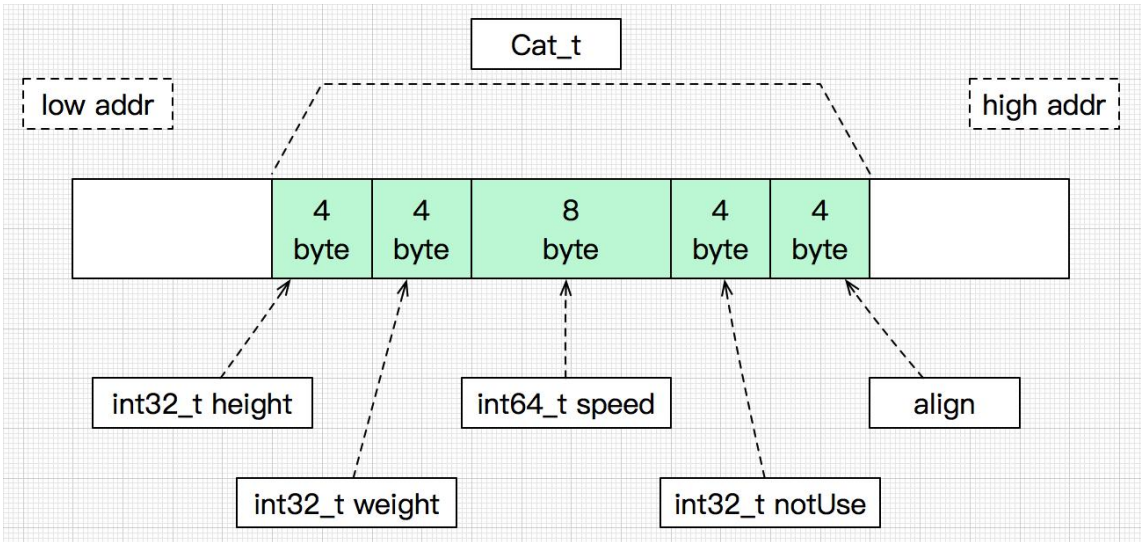 Cat_t
low addr
high addr
4
byte
4
byte
8
byte
4
byte
4
byte
int32_t height
int64_t speed
align
int32_t weight
int32_t notUse